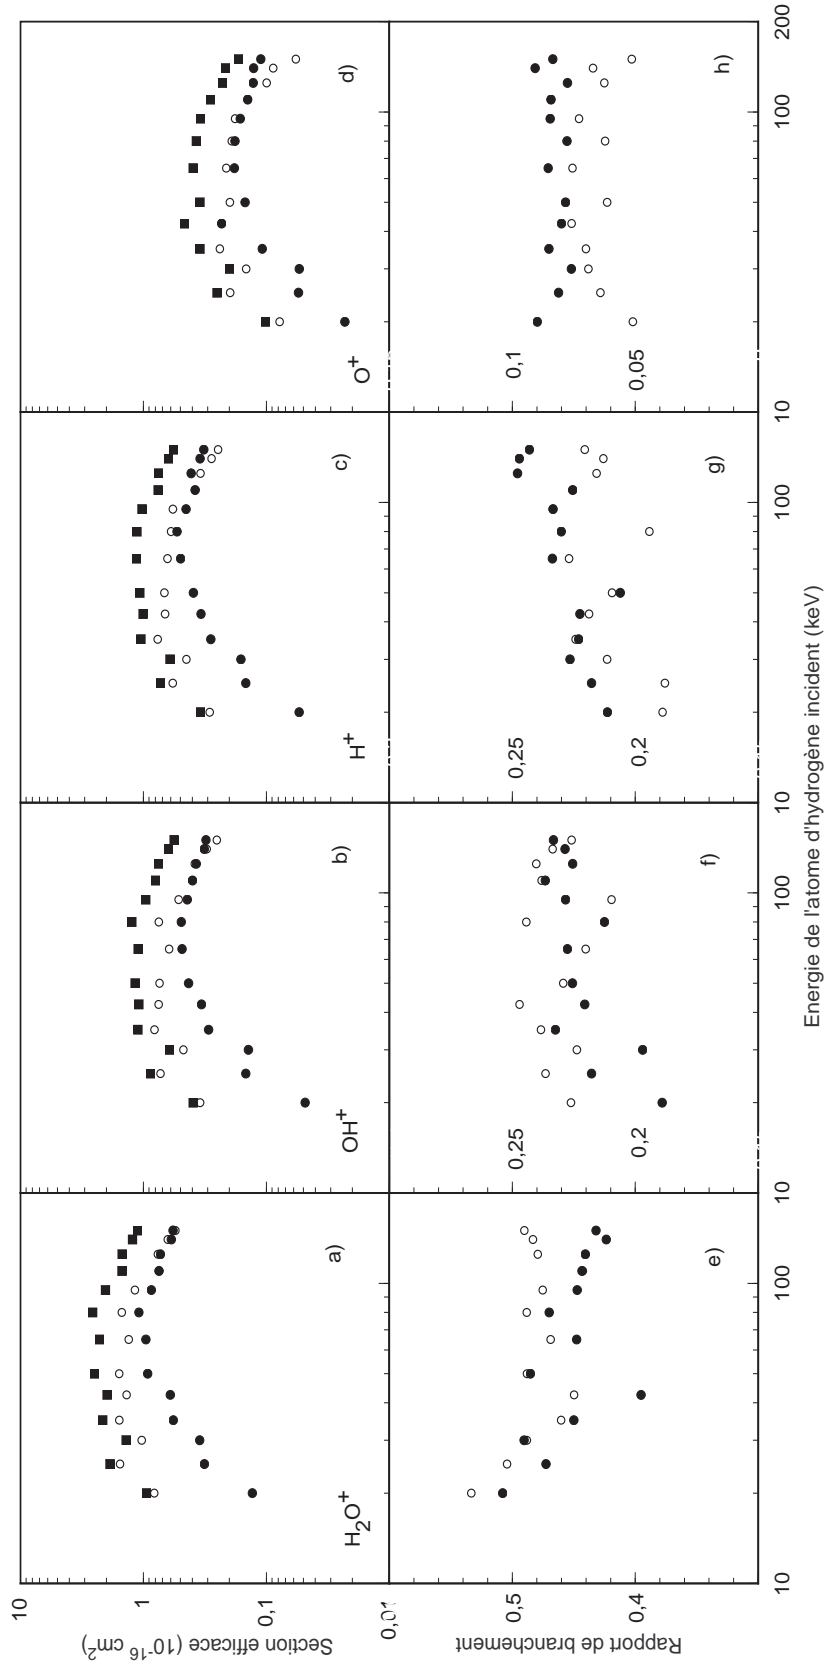 10
1
0,1
0,01
Section efficace (10⁻¹⁶ cm²)
H₂O⁺
a)
OH⁺
b)
H⁺
c)
O⁺
d)
0,5
0,4
Rapport de branchement
e)
0,25
0,2
f)
0,25
0,2
g)
0,1
0,05
h)
10
100
10
100
10
100
10
100
200
Energie de l'atome d'hydrogène incident (keV)